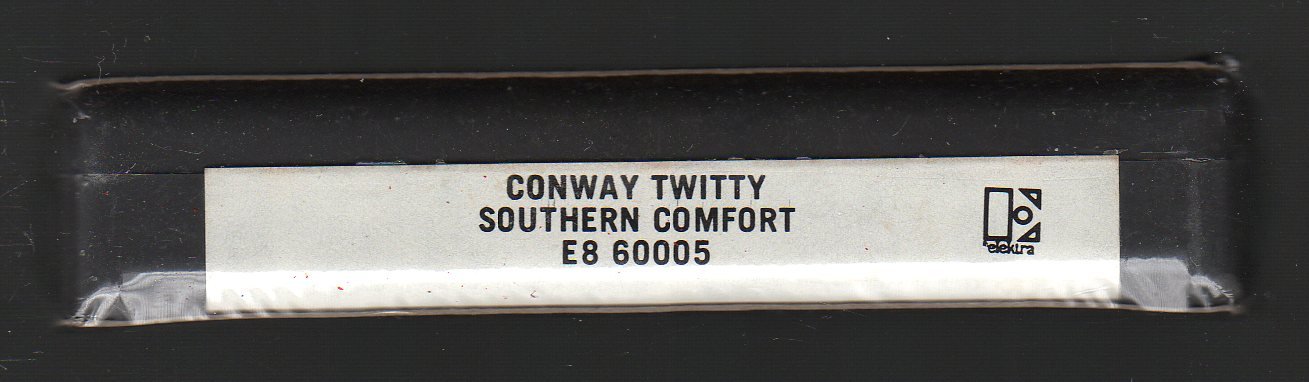 CONWAY TWITTY
SOUTHERN COMFORT
E8 60005
elektra